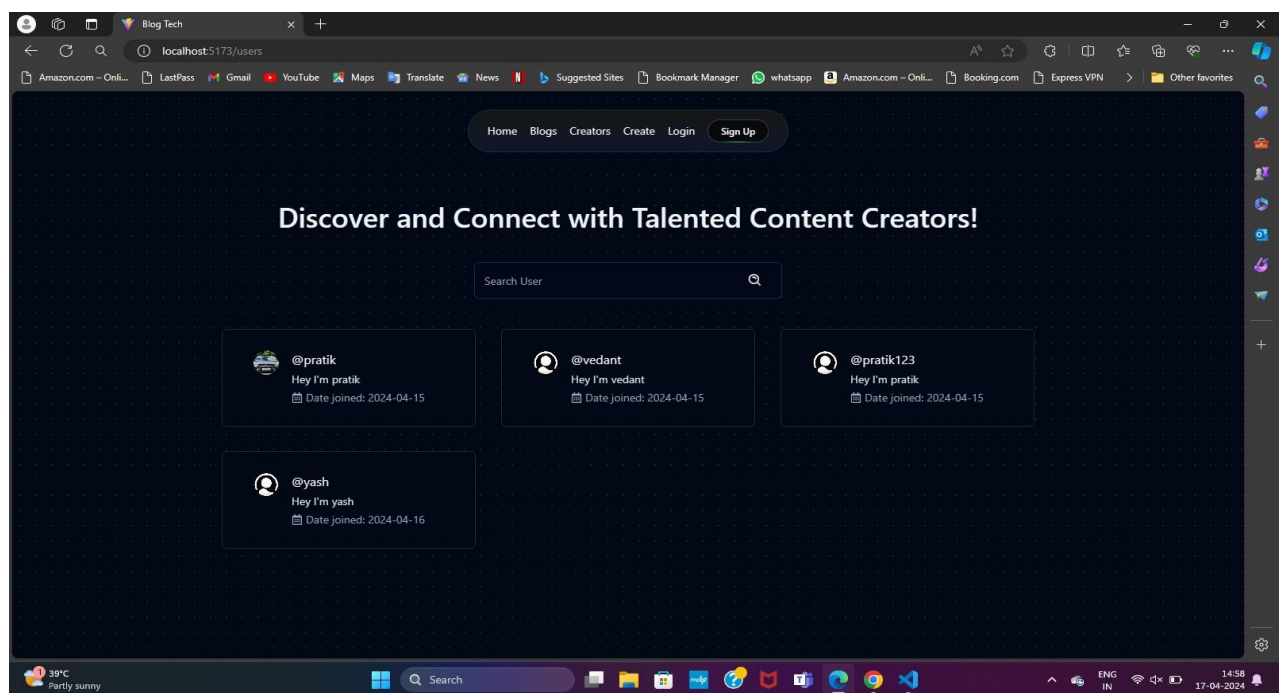 Blog Tech
localhost:5173/users
Amazon.com – Onli... LastPass Gmail YouTube Maps Translate News Suggested Sites Bookmark Manager whatsapp Amazon.com – Onli... Booking.com Express VPN Other favorites
Home Blogs Creators Create Login Sign Up
Discover and Connect with Talented Content Creators!
Search User
@pratik
Hey I'm pratik
Date joined: 2024-04-15
@vedant
Hey I'm vedant
Date joined: 2024-04-15
@pratik123
Hey I'm pratik
Date joined: 2024-04-15
@yash
Hey I'm yash
Date joined: 2024-04-16
1
39°C
Partly sunny
Search
ENG
IN
14:58
17-04-2024